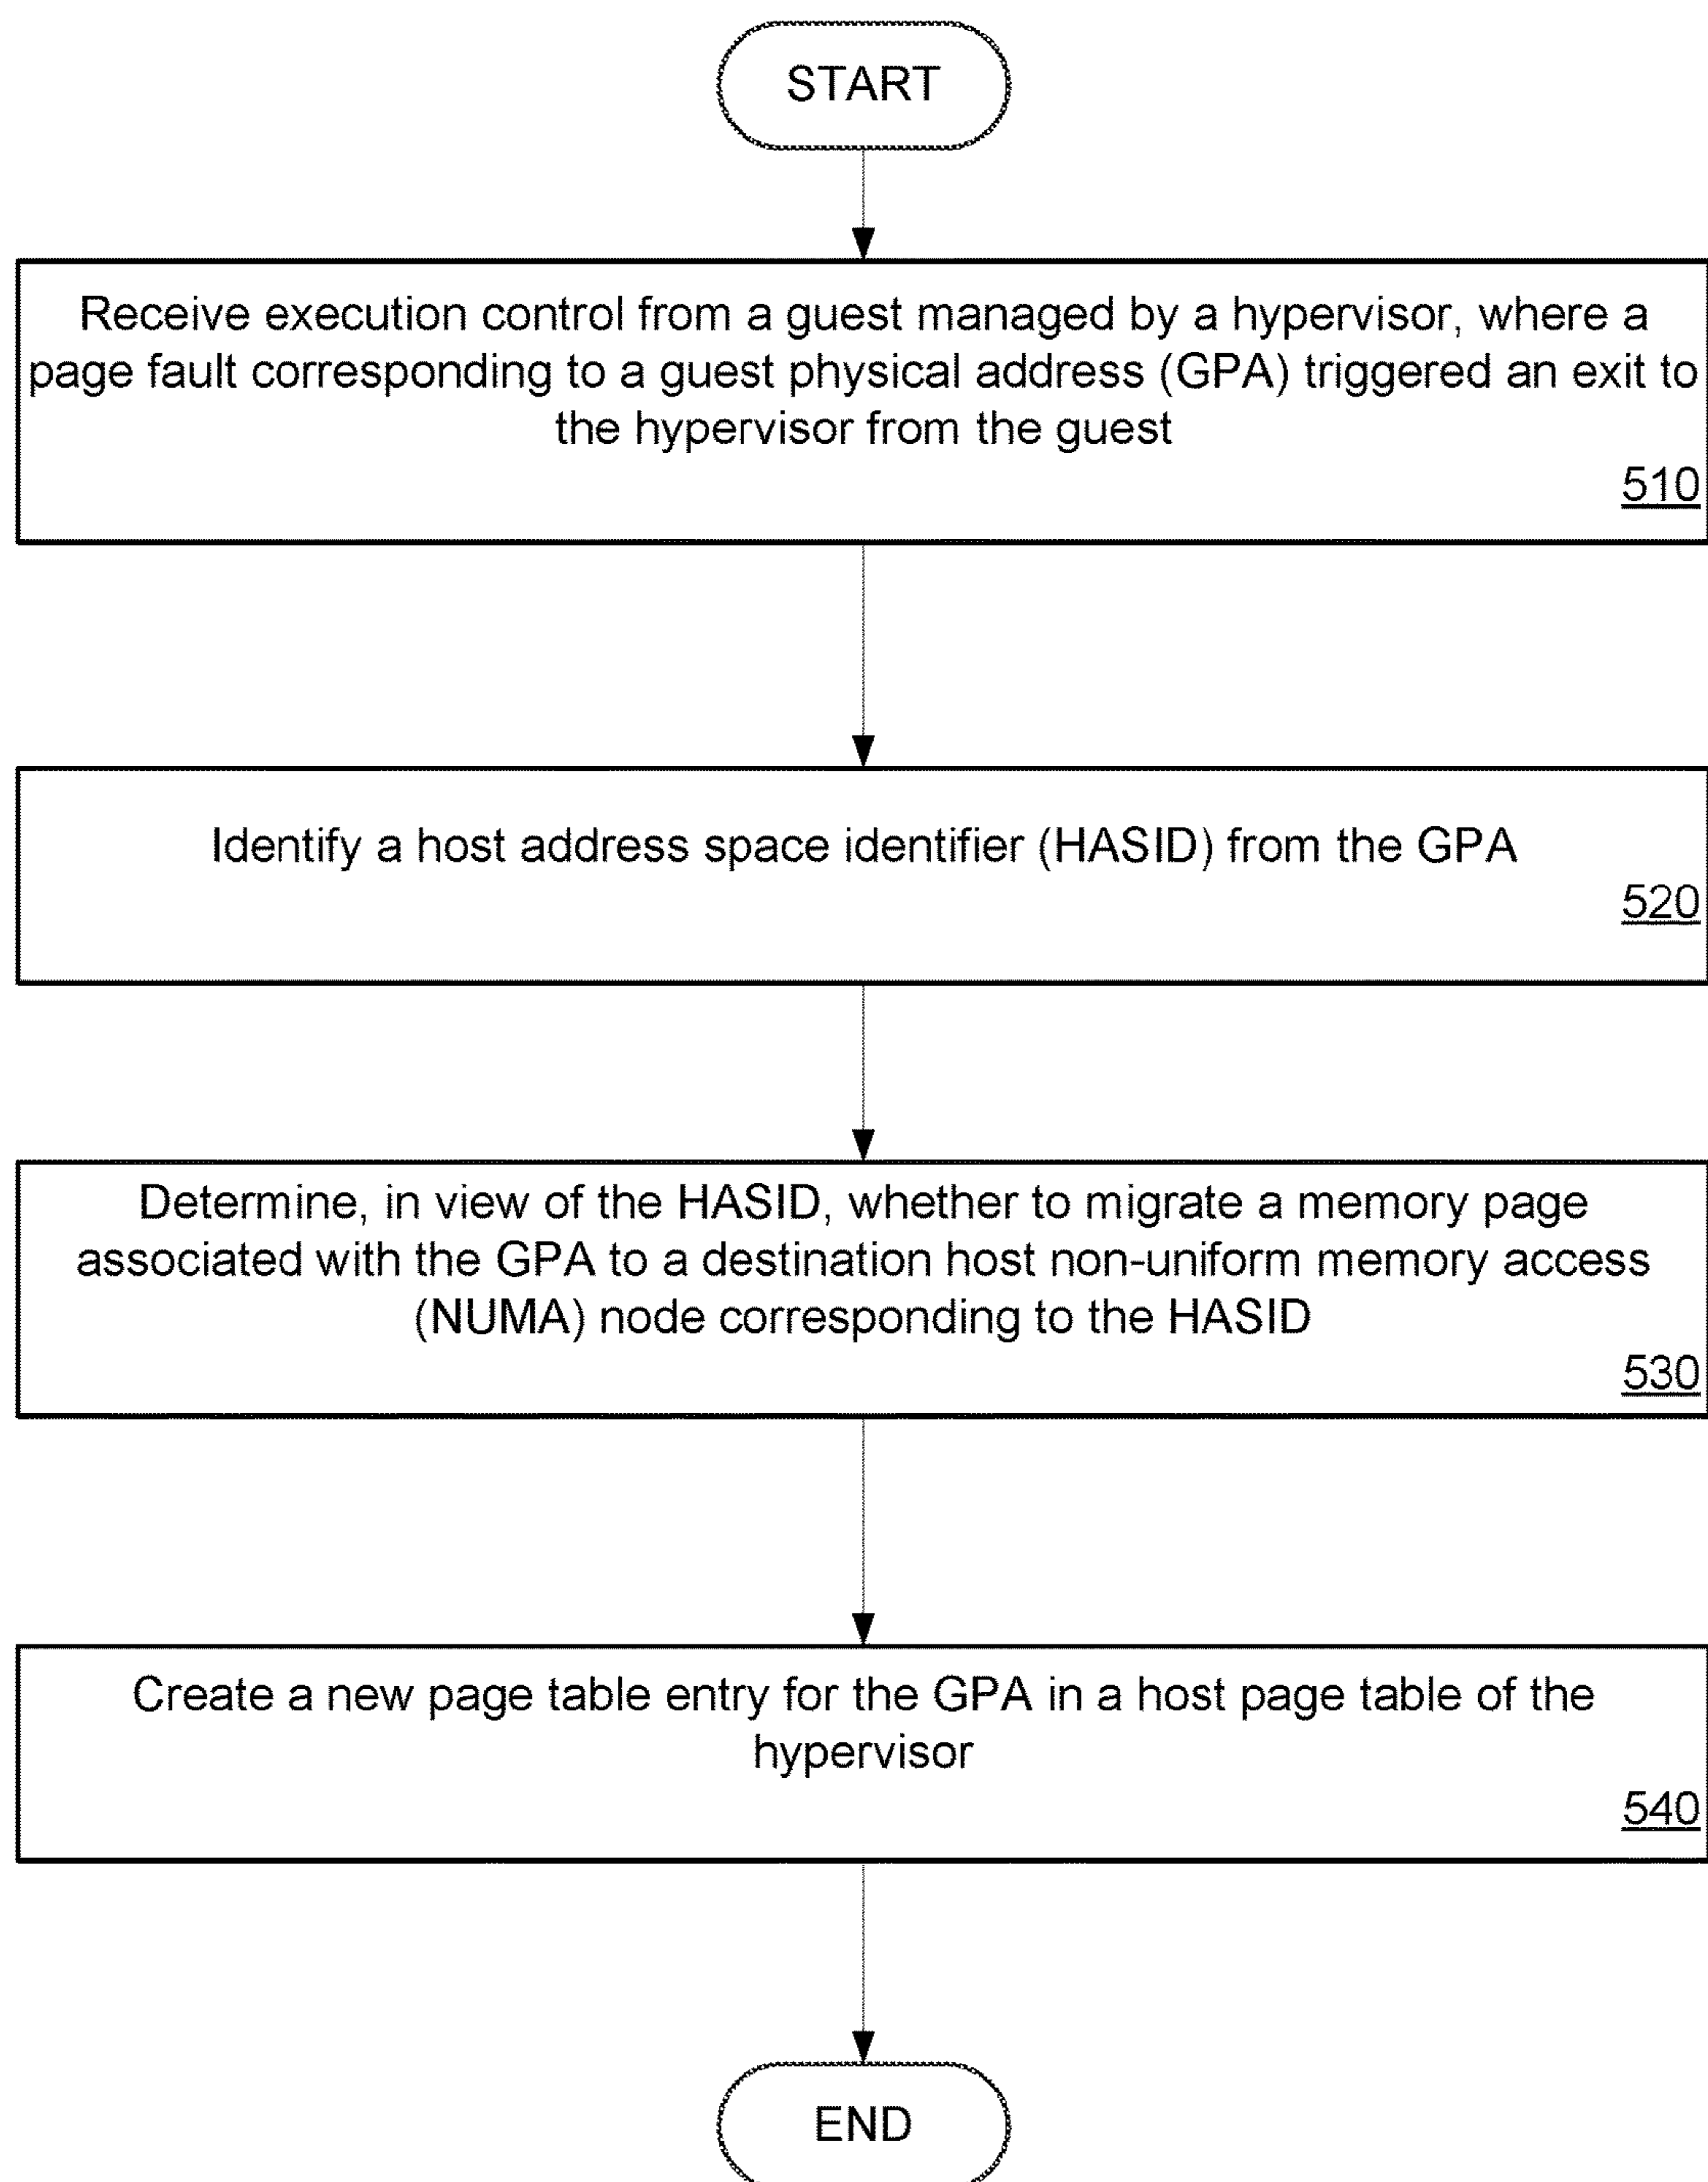 START
Receive execution control from a guest managed by a hypervisor, where a
page fault corresponding to a guest physical address (GPA) triggered an exit to
the hypervisor from the guest
510
Identify a host address space identifier (HASID) from the GPA
520
Determine, in view of the HASID, whether to migrate a memory page
associated with the GPA to a destination host non-uniform memory access
(NUMA) node corresponding to the HASID
530
Create a new page table entry for the GPA in a host page table of the
hypervisor
540
END